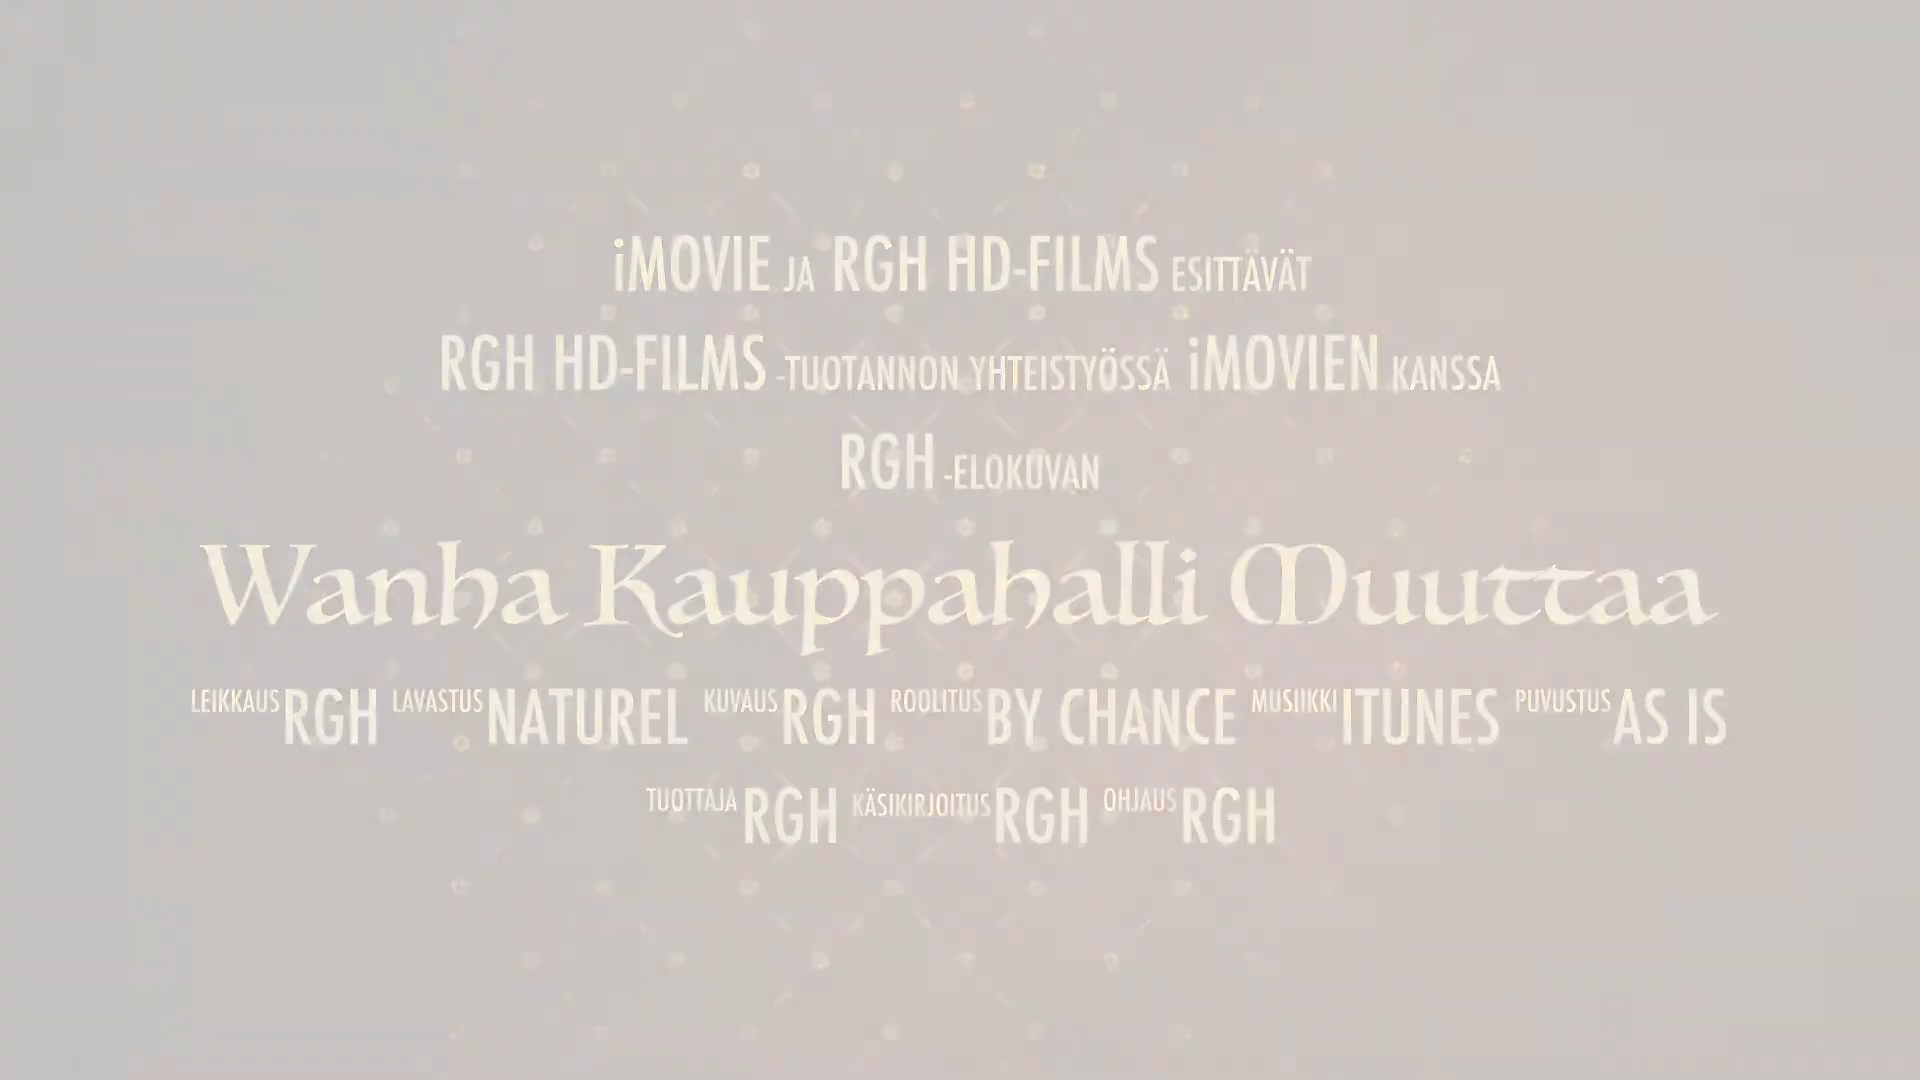 iMOVIE JA RGH HD-FILMS ESITTÄVÄT
RGH HD-FILMS -TUOTANNON YHTEISTYÖSSÄ iMOVIEN KANSSA
RGH -ELOKUVAN
Wanha Kauppahalli Muuttaa
LEIKKAUS RGH LAVASTUS NATUREL KUVAUS RGH ROOLITUS BY CHANCE MUSIIKKI ITUNES PUVUSTUS AS IS
TUOTTAJA RGH KÄSIKIRJOITUS RGH OHJAUS RGH